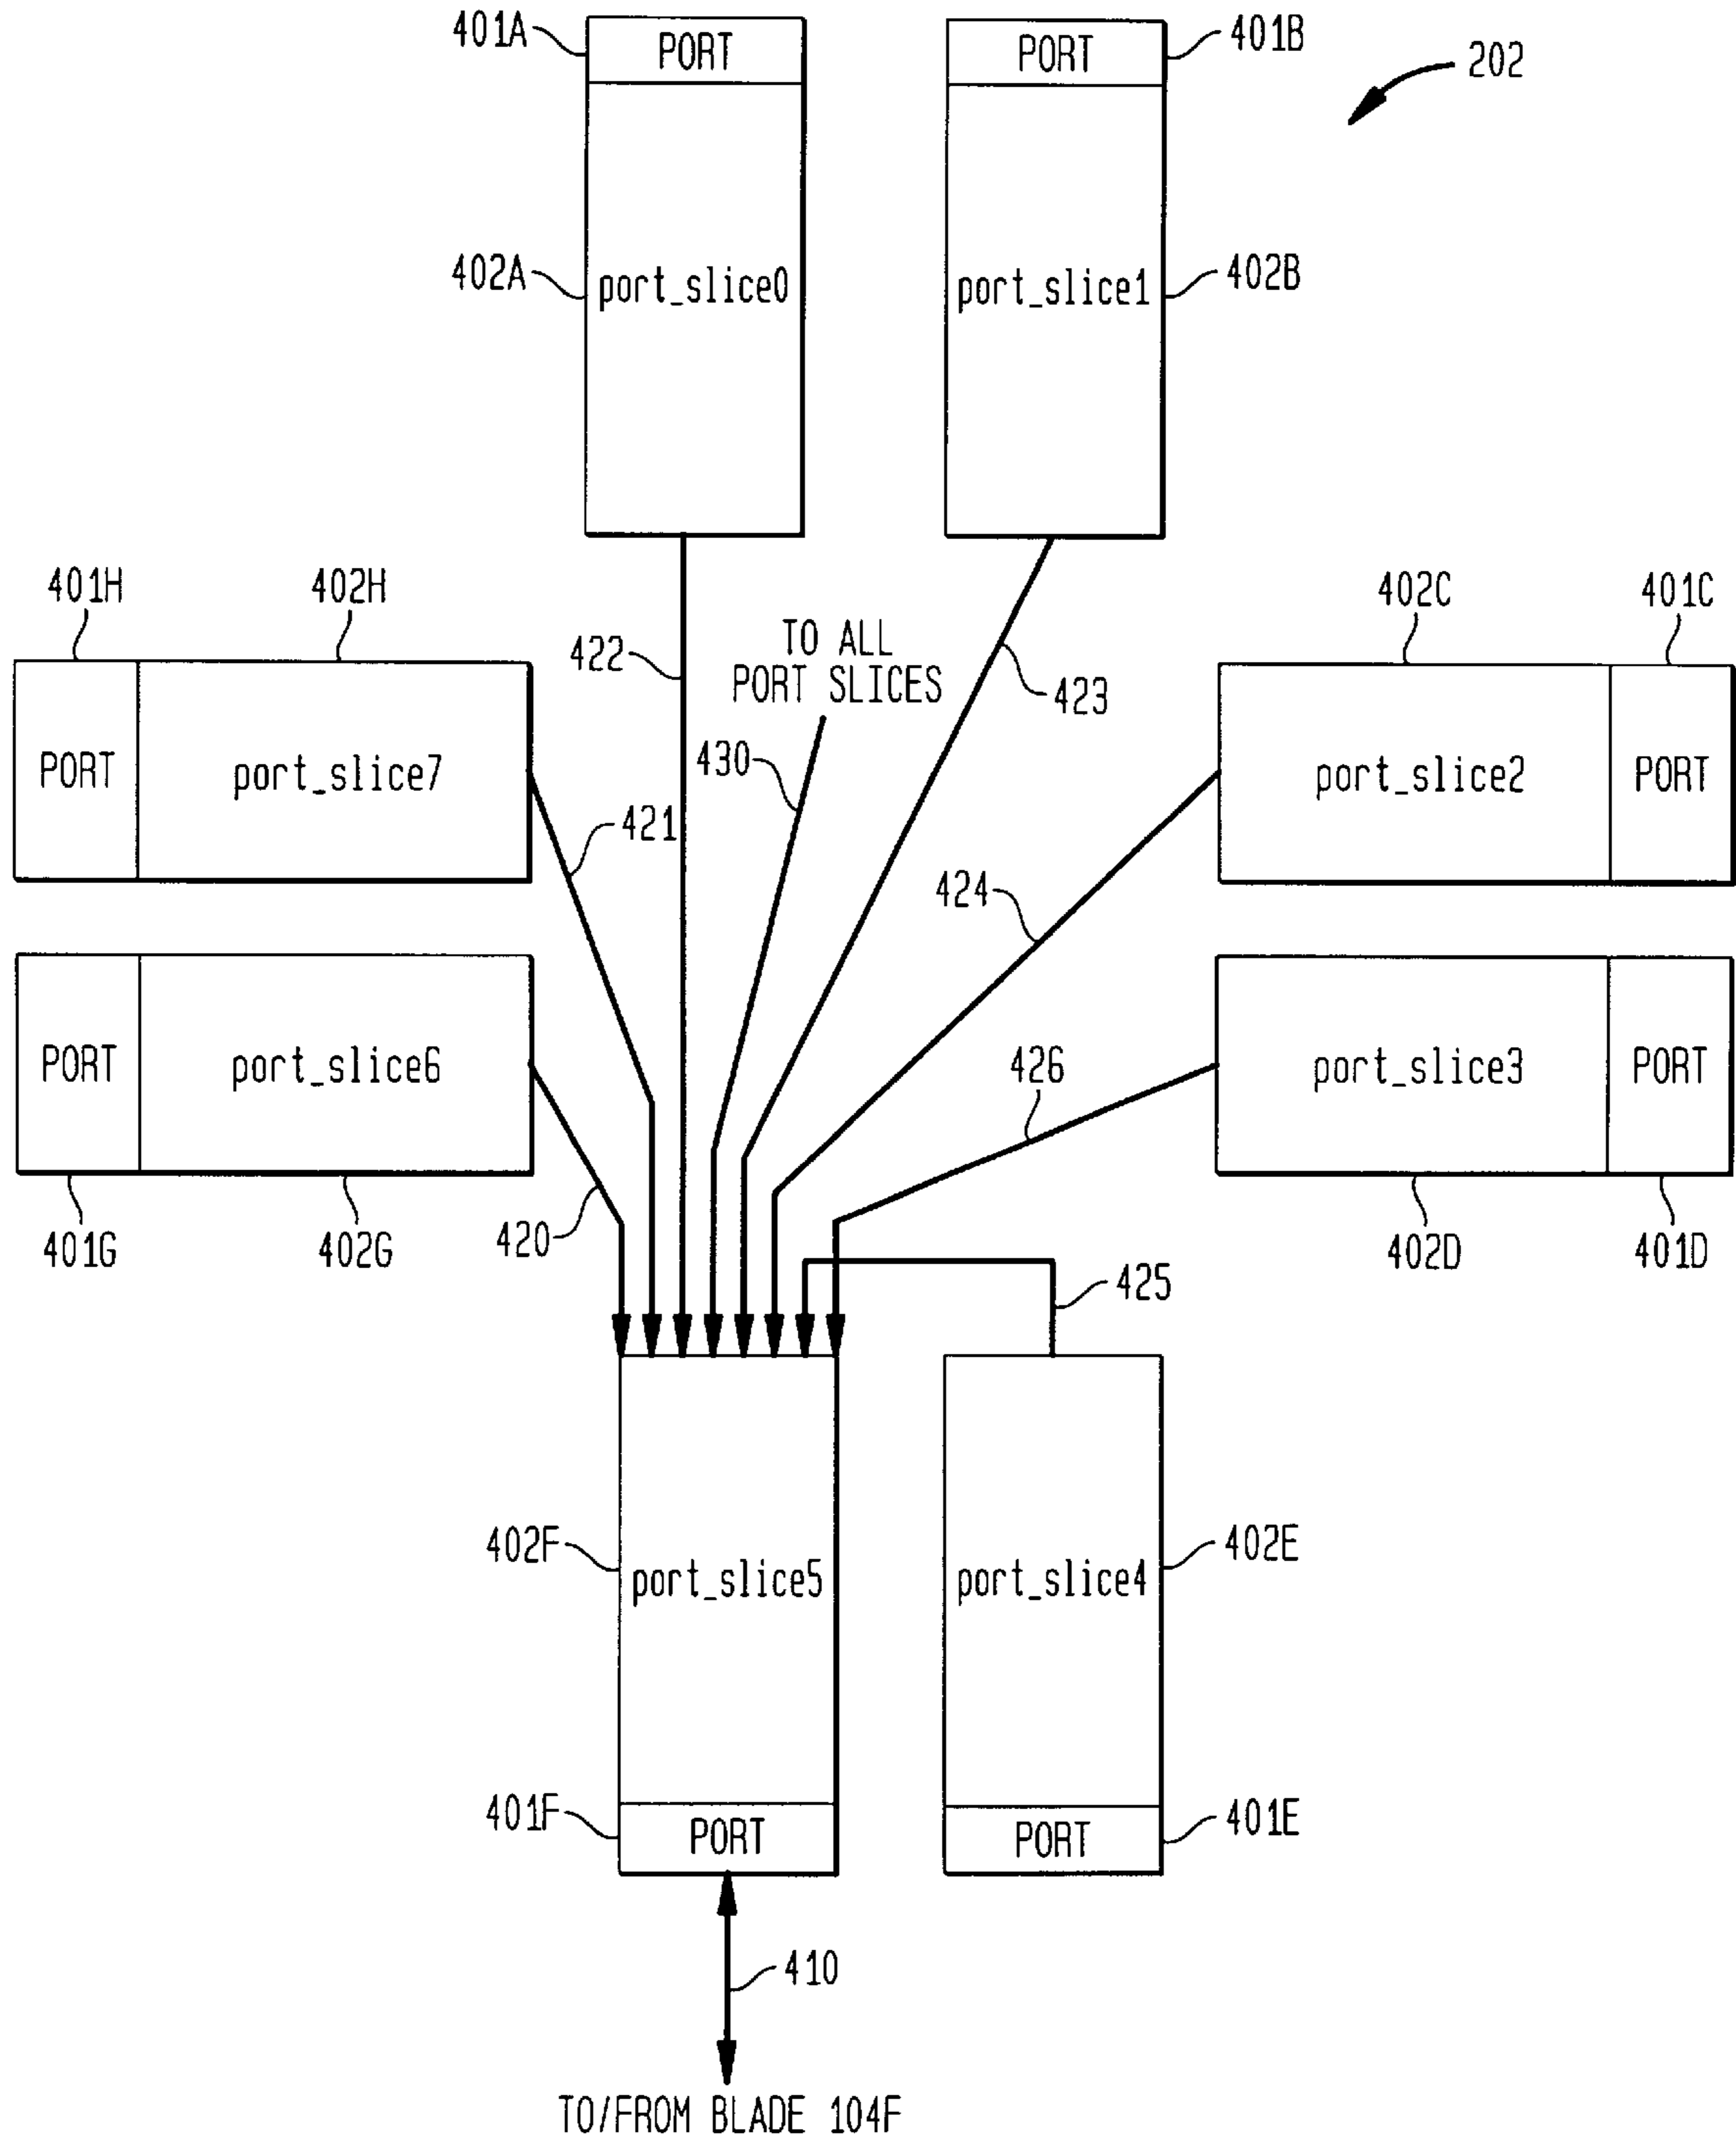 401A
PORT
PORT
401B
202
402A
port_slice0
port_slice1
402B
401H
402H
402C
401C
422
TO ALL
PORT SLICES
423
PORT
port_slice7
430
port_slice2
PORT
421
424
PORT
port_slice6
426
port_slice3
PORT
401G
402G
420
402D
401D
425
402F
port_slice5
port_slice4
402E
401F
PORT
PORT
401E
410
TO/FROM BLADE 104F